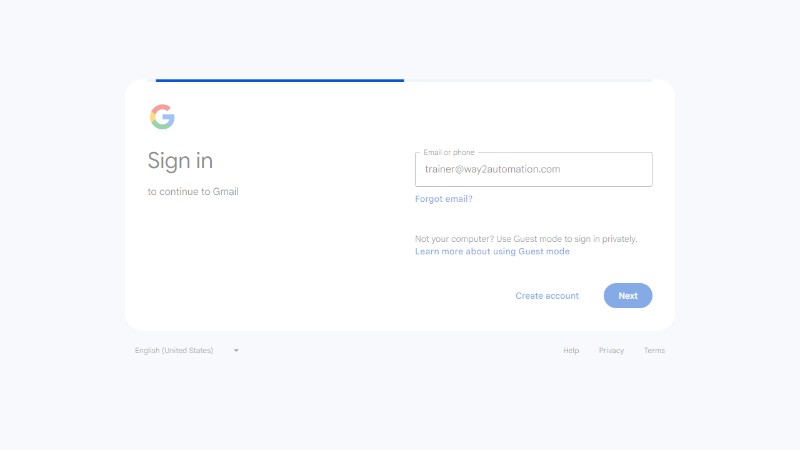 Sign in
to continue to Gmail
Email or phone
trainer@way2automation.com
Forgot email?
Not your computer? Use Guest mode to sign in privately.
Learn more about using Guest mode
Create account
Next
English (United States)
Help
Privacy
Terms